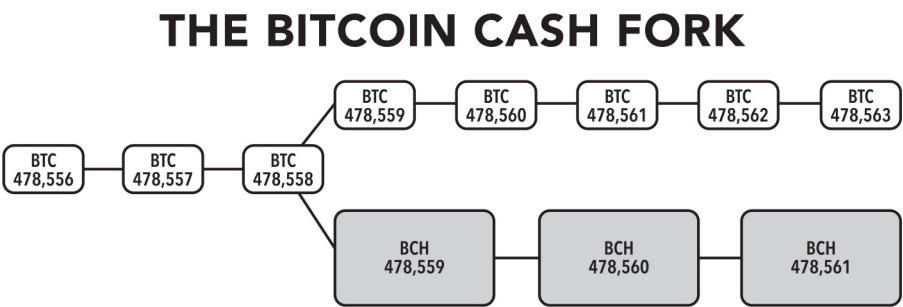 THE BITCOIN CASH FORK
BTC
478,559
BTC
478,560
BTC
478,561
BTC
478,562
BTC
478,563
BTC
478,556
BTC
478,557
BTC
478,558
BCH
478,559
BCH
478,560
BCH
478,561